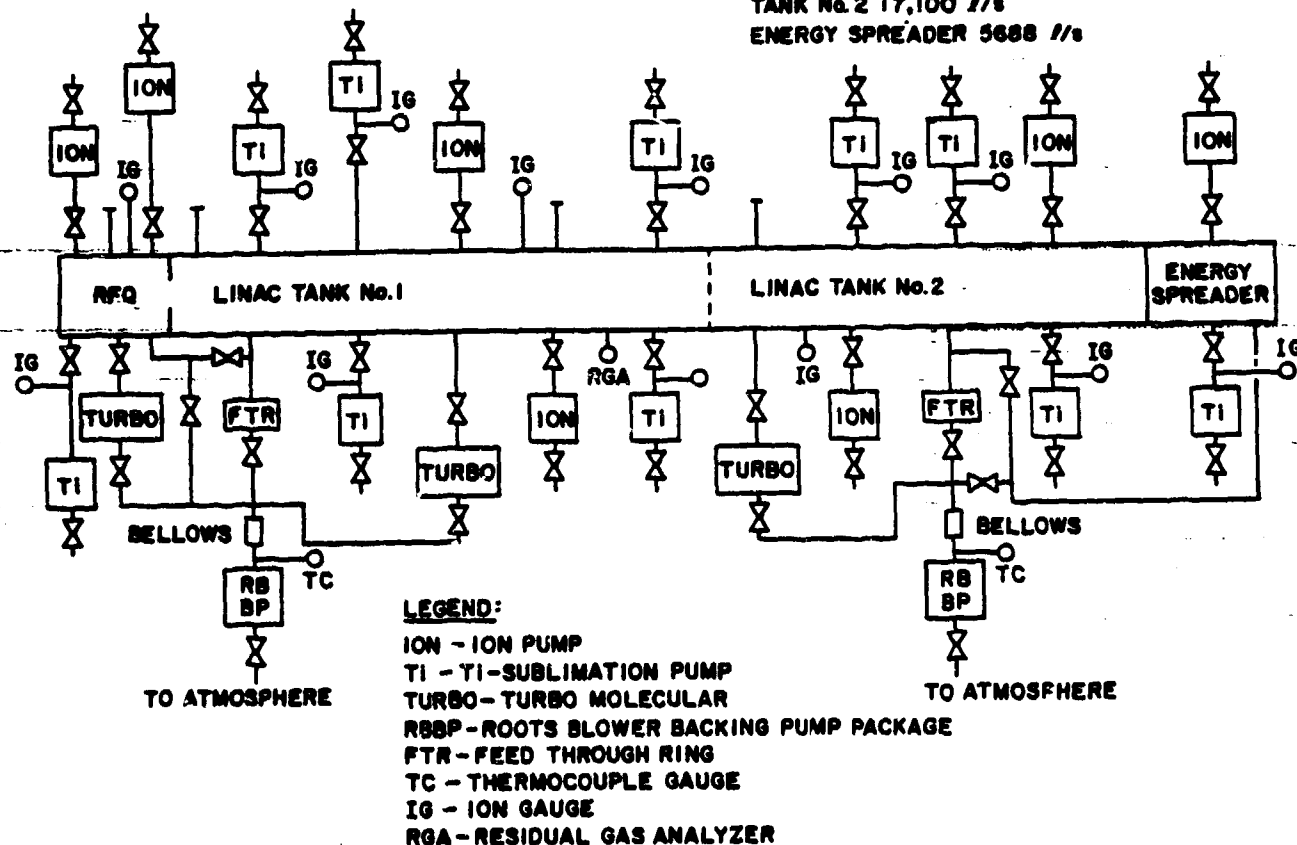 TANK No. 2 17,100 l/s
ENERGY SPREADER 5688 l/s
ION
Ti
IG
ION
ION
IG
Ti
IG
ION
IG
Ti
IG
Ti
IG
Ti
IG
ION
ION
RFQ
LINAC TANK No.1
LINAC TANK No.2
ENERGY
SPREADER
IG
TURBO
FTR
IG
Ti
ION
RGA
Ti
IG
ION
FTR
IG
Ti
IG
Ti
Ti
TURBO
TURBO
BELLOWS
BELLOWS
TC
TC
RB
BP
RB
BP
TO ATMOSPHERE
TO ATMOSPHERE
LEGEND:
ION - ION PUMP
Ti - Ti-SUBLIMATION PUMP
TURBO-TURBO MOLECULAR
RBBP-ROOTS BLOWER BACKING PUMP PACKAGE
FTR-FEED THROUGH RING
TC - THERMOCOUPLE GAUGE
IG - ION GAUGE
RGA-RESIDUAL GAS ANALYZER